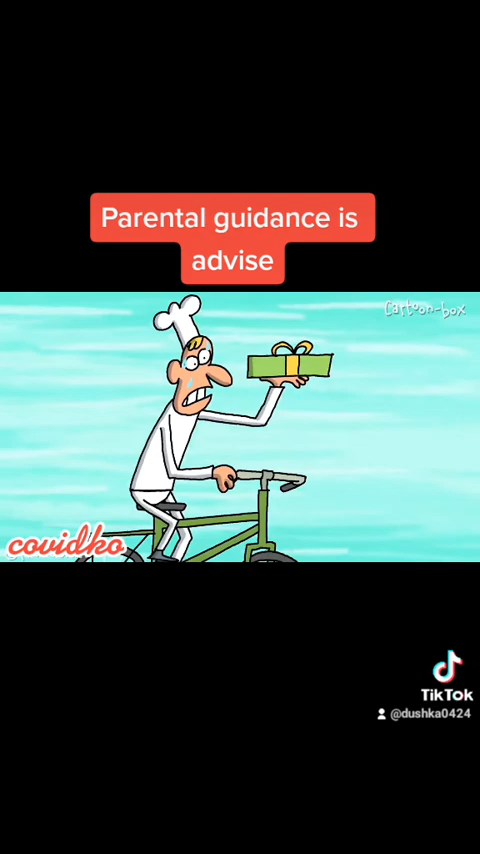 Parental guidance is
advise
Cartoon-box
covidko
TikTok
@dushka0424